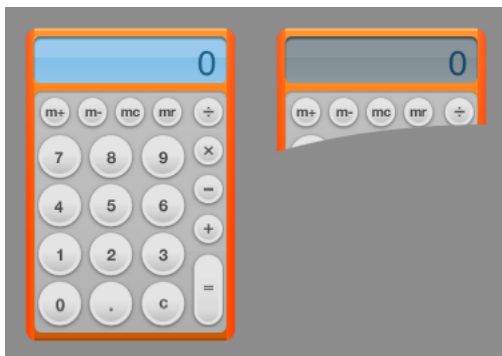 0 0
m+ m- mc mr ÷ m+ m- mc mr ÷
7 8 9 ×
4 5 6 −
1 2 3 +
0 . c =